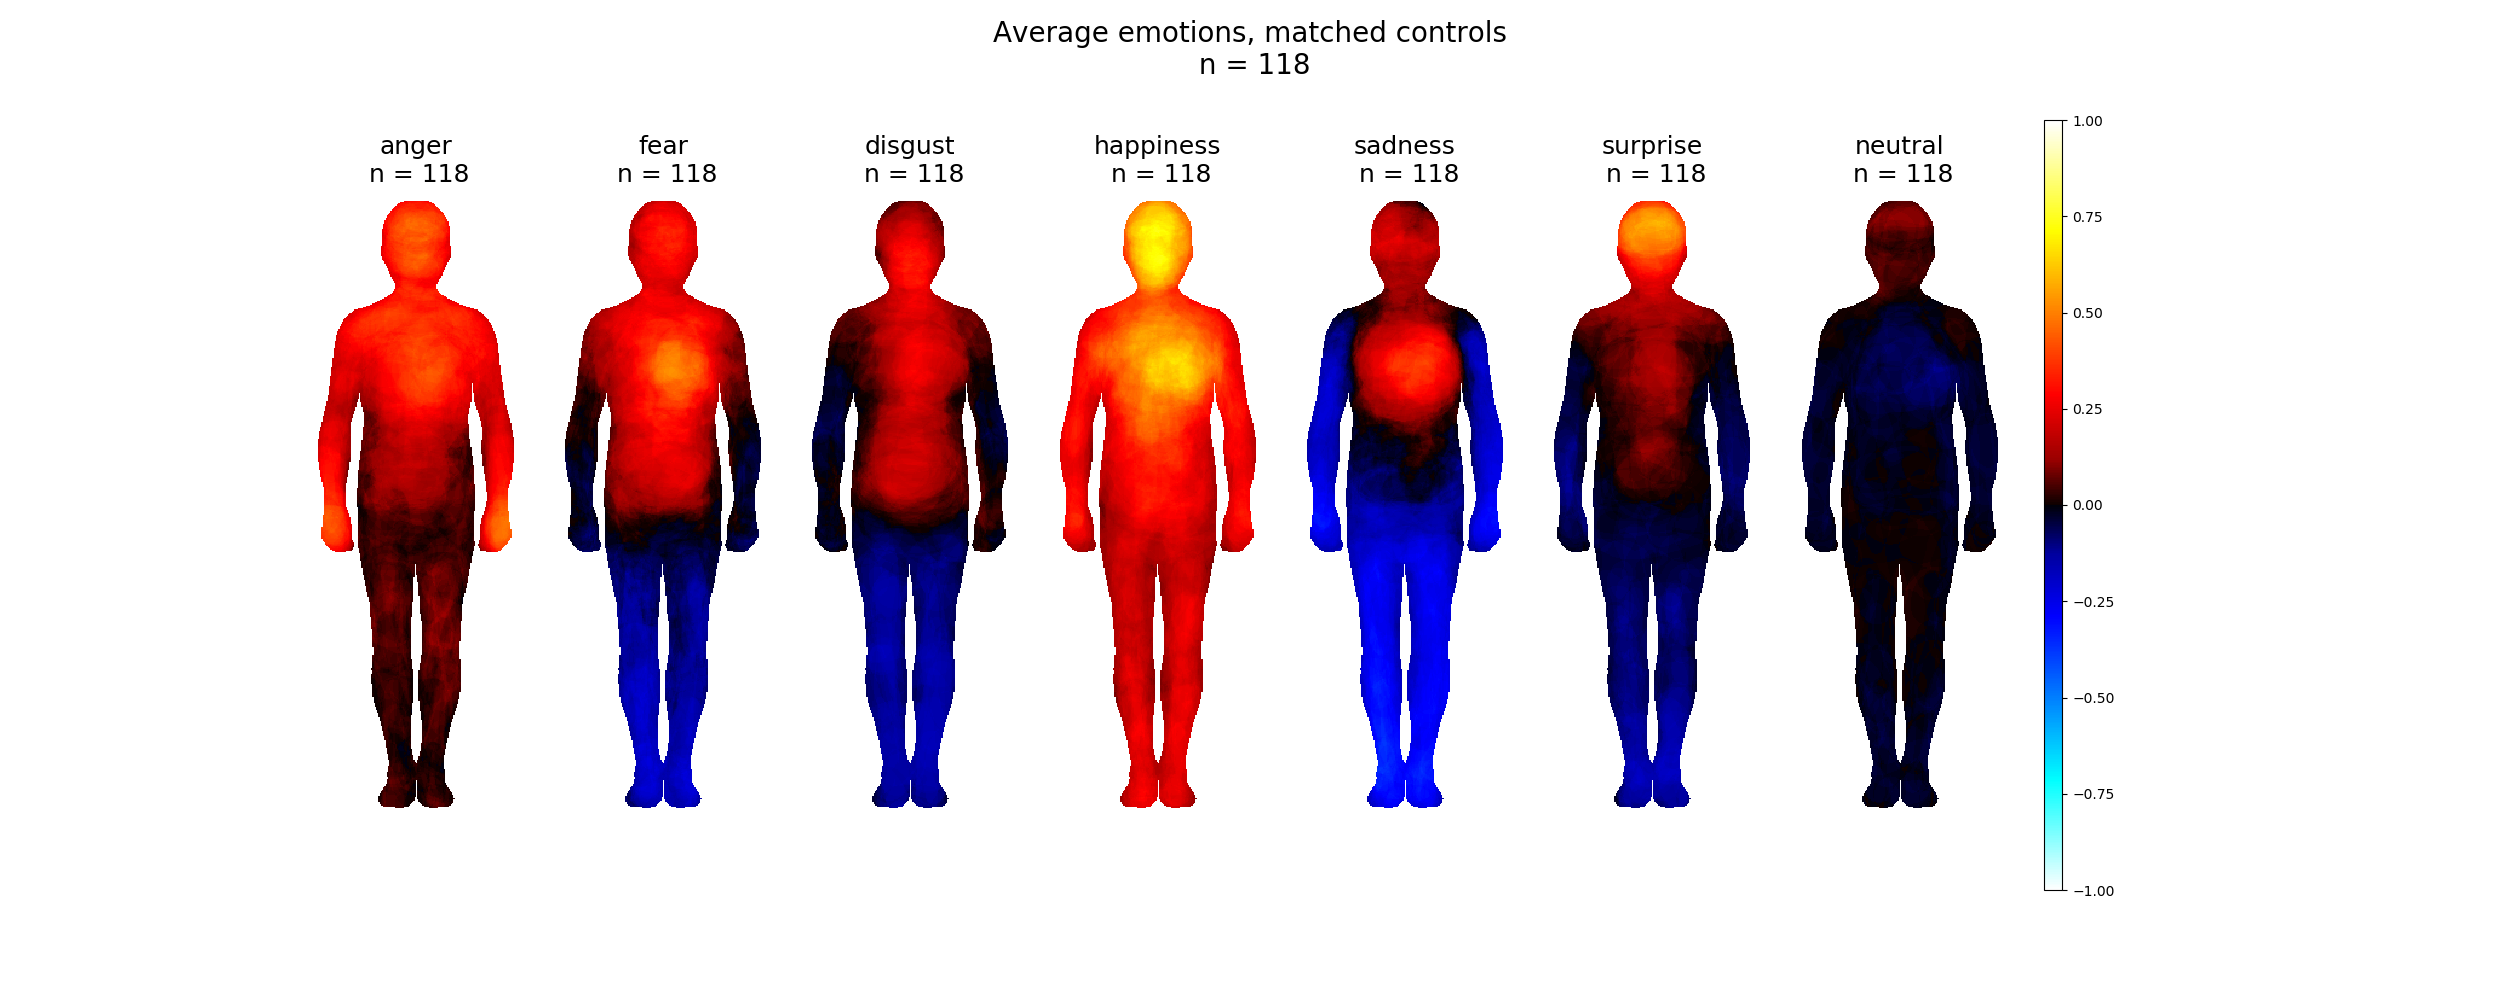 Average emotions, matched controls
n = 118
anger
n = 118
fear
n = 118
disgust
n = 118
happiness
n = 118
sadness
n = 118
surprise
n = 118
neutral
n = 118
1.00
0.75
0.50
0.25
0.00
−0.25
−0.50
−0.75
−1.00